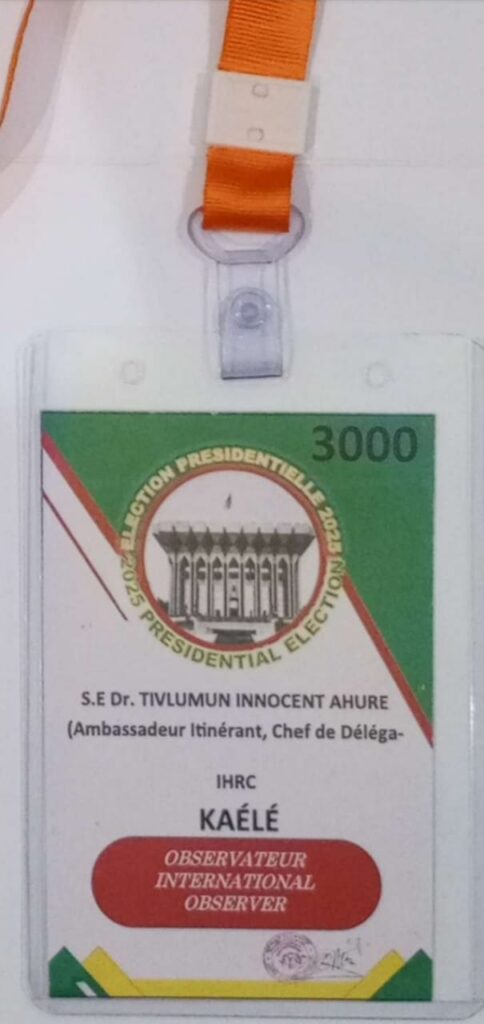 3000
ELECTION PRESIDENTIELLE 2025
2025 PRESIDENTIAL ELECTION
S.E Dr. TIVLUMUN INNOCENT AHURE
(Ambassadeur Itinérant, Chef de Déléga-
IHRC
KAÉLÉ
OBSERVATEUR
INTERNATIONAL
OBSERVER